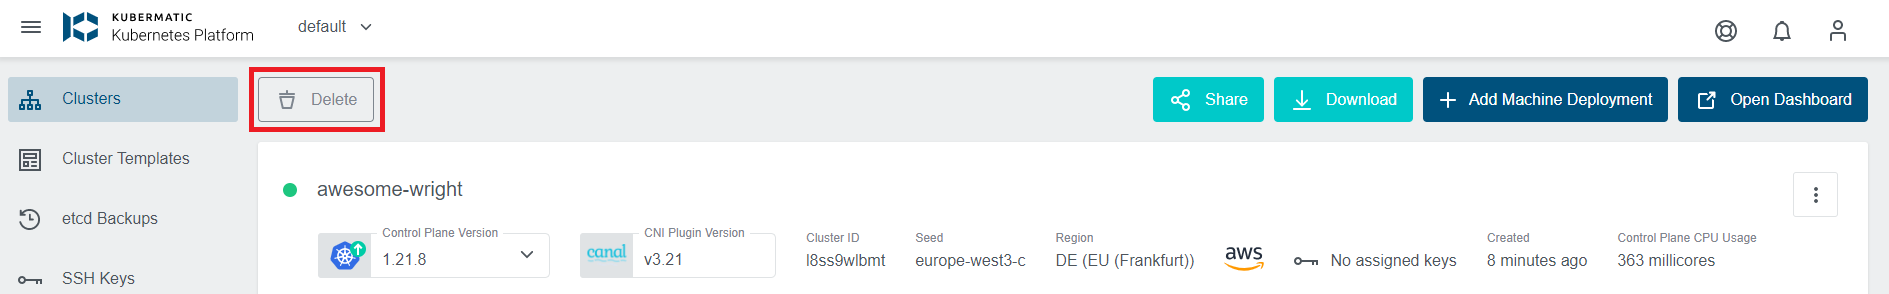 KUBERMATIC
Kubernetes Platform
default
Clusters
Delete
Share
Download
Add Machine Deployment
Open Dashboard
Cluster Templates
awesome-wright
etcd Backups
Control Plane Version
1.21.8
canal
CNI Plugin Version
v3.21
Cluster ID
l8ss9wlbmt
Seed
europe-west3-c
Region
DE (EU (Frankfurt))
aws
No assigned keys
Created
8 minutes ago
Control Plane CPU Usage
363 millicores
SSH Keys